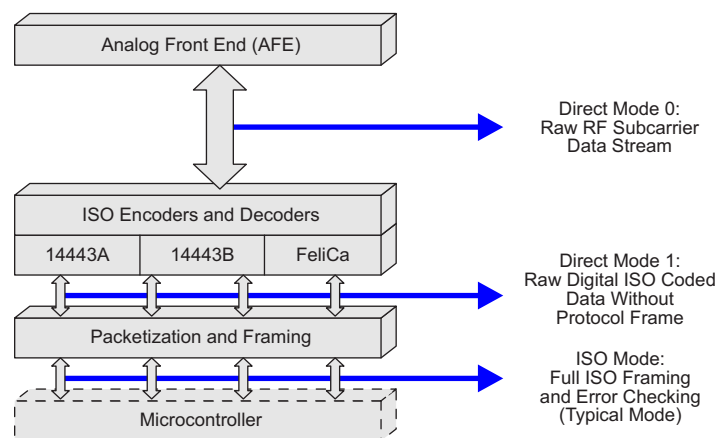 Analog Front End (AFE)
Direct Mode 0:
Raw RF Subcarrier
Data Stream
ISO Encoders and Decoders
14443A
14443B
FeliCa
Direct Mode 1:
Raw Digital ISO Coded
Data Without
Protocol Frame
Packetization and Framing
ISO Mode:
Full ISO Framing
and Error Checking
(Typical Mode)
Microcontroller